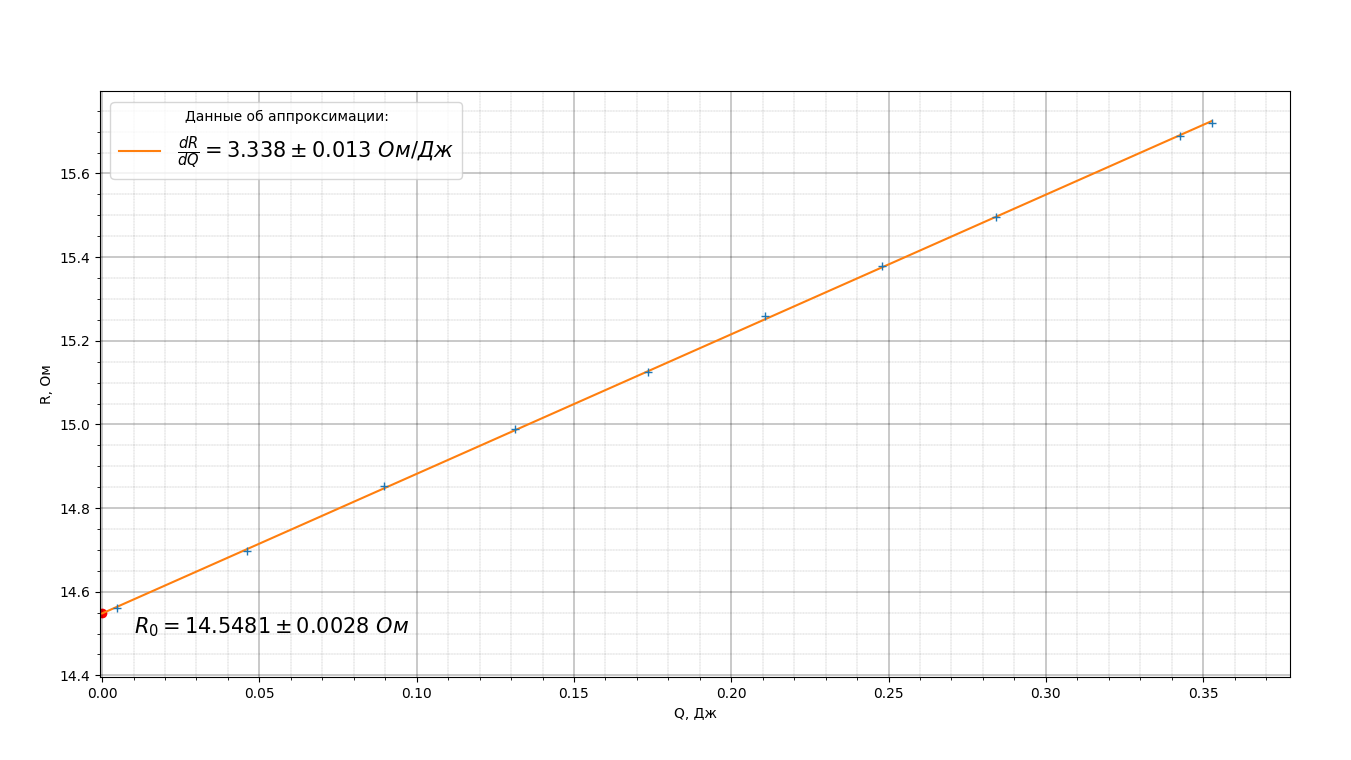 Данные об аппроксимации:
dR/dQ = 3.338 ± 0.013 Ом/Дж
15.6
15.4
15.2
15.0
14.8
14.6
14.4
R, Ом
R₀ = 14.5481 ± 0.0028 Ом
0.00 0.05 0.10 0.15 0.20 0.25 0.30 0.35
Q, Дж